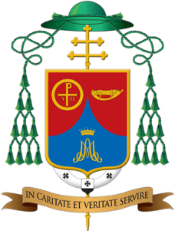 IN CARITATE ET VERITATE SERVIRE